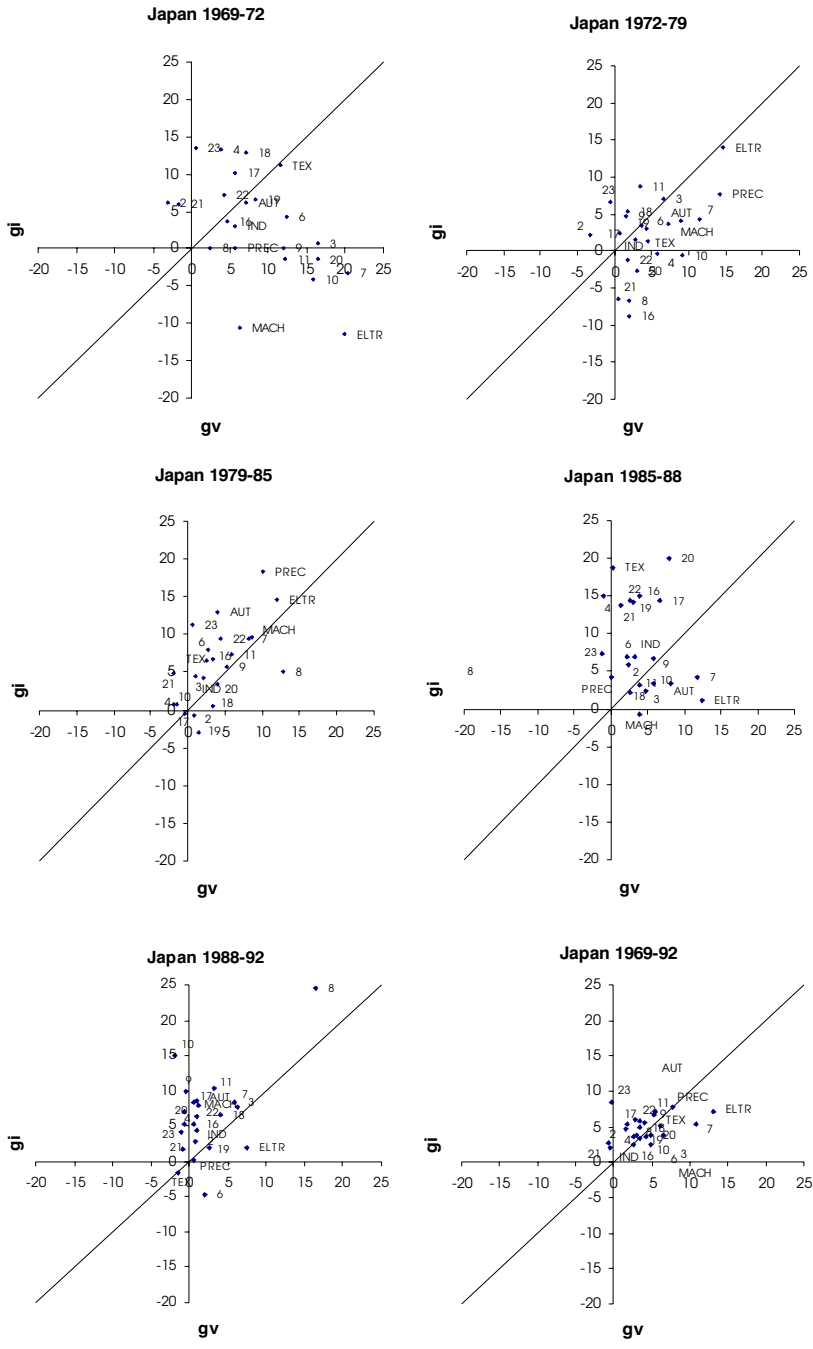 Japan 1969-72
25
20
15
23 4 18
TEX
10 17
22 AUT 19
5 2 21
5 16 IND 6
gi
0 8 PREC 9 3
-20 -15 -10 -5 0 5 10 15 20 25
11 20 7
-5 10
-10 MACH
ELTR
-15
-20
gv
Japan 1972-79
25
20
15
ELTR
10
11
23 3 PREC
5 9 18 AUT 7
2 17 19 6 MACH
gi
0 IND TEX
-20 -15 -10 -5 0 5 10 15 20 25
22 20 4 10
-5 21
8
-10 16
-15
-20
gv
Japan 1979-85
25
20
PREC
15
ELTR
AUT
23
10 MACH
22 7
6
TEX 16 11
5 9
21 8
3 IND 20
gi
10
4 18
0
-20 -15 -10 -5 0 5 10 15 20 25
17 2
19
-5
-10
-15
-20
gv
Japan 1985-88
25
20 20
TEX
15 22 16
4 19 17
21
10
23 6 IND
8 5 9
2 10 7
gi
PREC 18 AUT
3 ELTR
0
-20 -15 -10 -5 0 5 10 15 20 25
MACH
-5
-10
-15
-20
gv
Japan 1988-92
25 8
20
10
15
9 11
10
17 AUT 7
MACH 3
20 22 18
4 5 16
23 IND
21 19 ELTR
gi
0 PREC
-20 -15 -10 -5 0 5 10 15 20 25
TEX
6
-5
-10
-15
-20
gv
Japan 1969-92
25
20
15
AUT
10
23
11 PREC
17 22 ELTR
TEX 7
5 18
2 4 9 20
10
21 IND 16 6 3
gi
0
MACH
-20 -15 -10 -5 0 5 10 15 20 25
-5
-10
-15
-20
gv